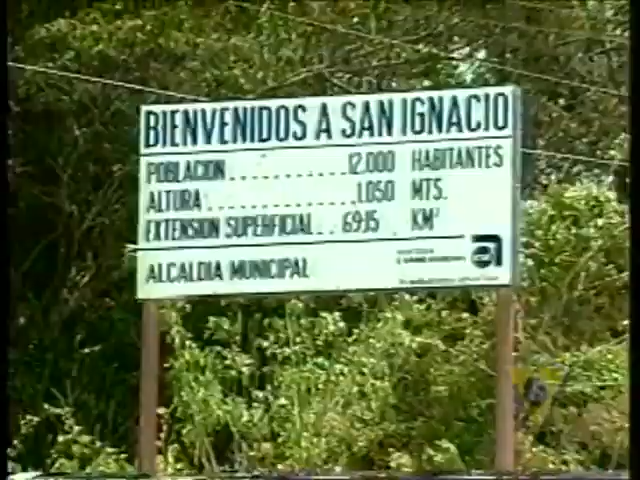 BIENVENIDOS A SAN IGNACIO
POBLACION...........12.000 HABITANTES
ALTURA..............1.050 MTS.
EXTENSION SUPERFICIAL.. 69.15. KM²
ALCALDIA MUNICIPAL